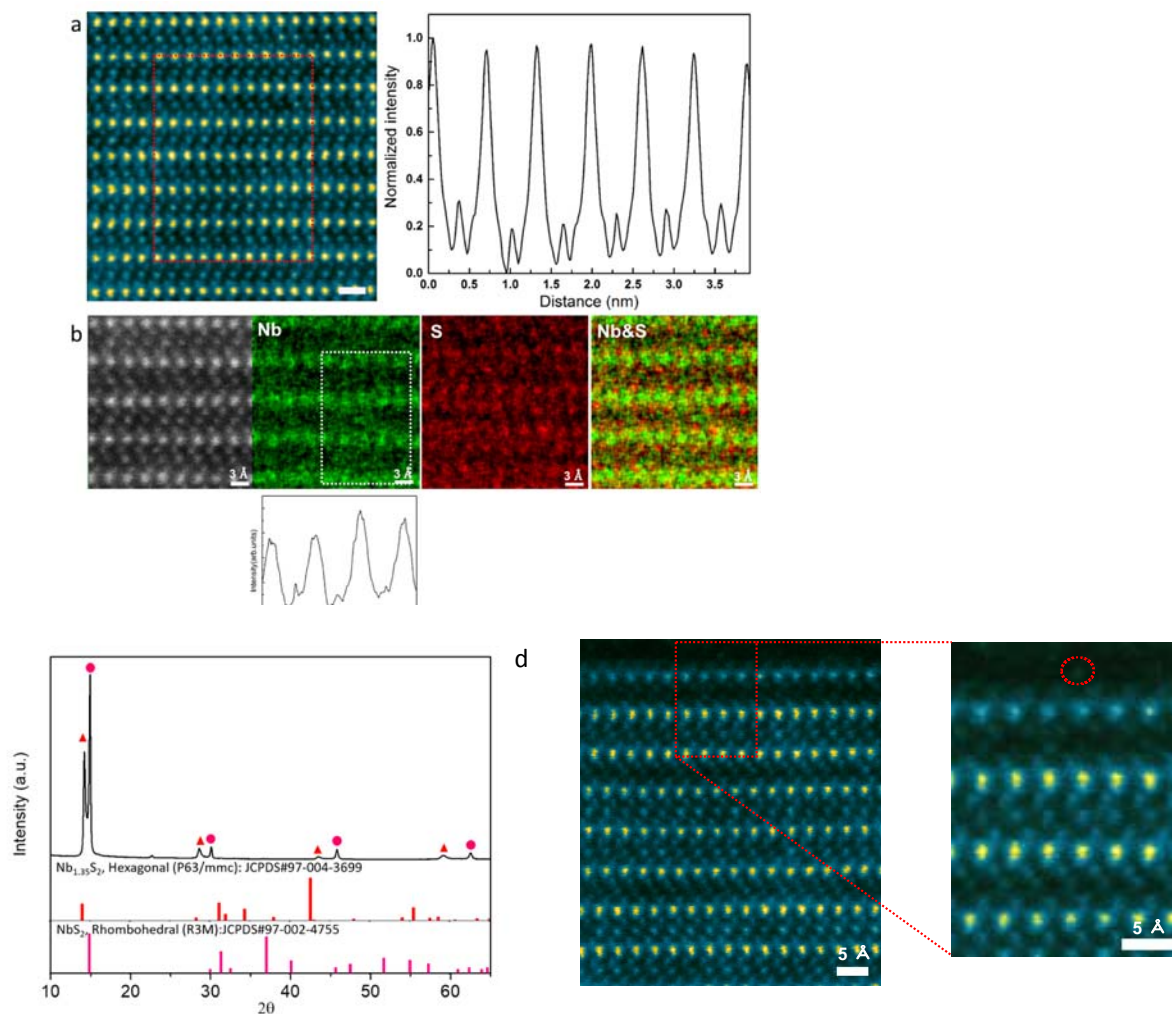 a
Normalized intensity
1.0
0.8
0.6
0.4
0.2
0.0
0.0 0.5 1.0 1.5 2.0 2.5 3.0 3.5
Distance (nm)
b
Nb
S
Nb&S
3 Å
3 Å
3 Å
3 Å
Intensity(arb.units)
Intensity (a.u.)
Nb1.35S2, Hexagonal (P63/mmc): JCPDS#97-004-3699
NbS2, Rhombohedral (R3M):JCPDS#97-002-4755
10 20 30 40 50 60
2θ
d
5 Å
5 Å